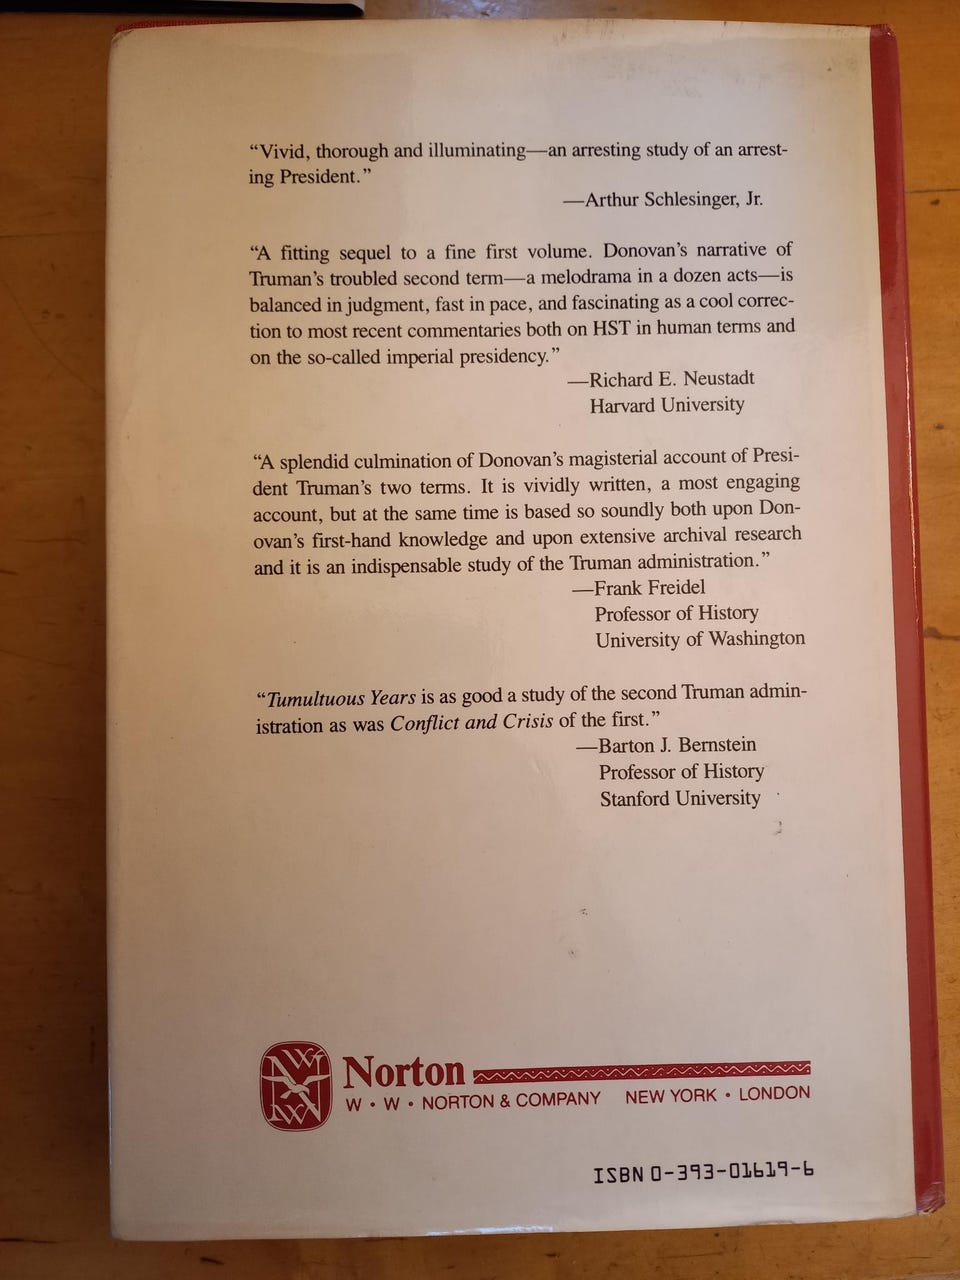 “Vivid, thorough and illuminating—an arresting study of an arrest-
ing President.”
—Arthur Schlesinger, Jr.
“A fitting sequel to a fine first volume. Donovan’s narrative of
Truman’s troubled second term—a melodrama in a dozen acts—is
balanced in judgment, fast in pace, and fascinating as a cool correc-
tion to most recent commentaries both on HST in human terms and
on the so-called imperial presidency.”
—Richard E. Neustadt
Harvard University
“A splendid culmination of Donovan’s magisterial account of Presi-
dent Truman’s two terms. It is vividly written, a most engaging
account, but at the same time is based so soundly both upon Don-
ovan’s first-hand knowledge and upon extensive archival research
and it is an indispensable study of the Truman administration.”
—Frank Freidel
Professor of History
University of Washington
“Tumultuous Years is as good a study of the second Truman admin-
istration as was Conflict and Crisis of the first.”
—Barton J. Bernstein
Professor of History
Stanford University
Norton
W • W • NORTON & COMPANY NEW YORK • LONDON
ISBN 0-393-01619-6